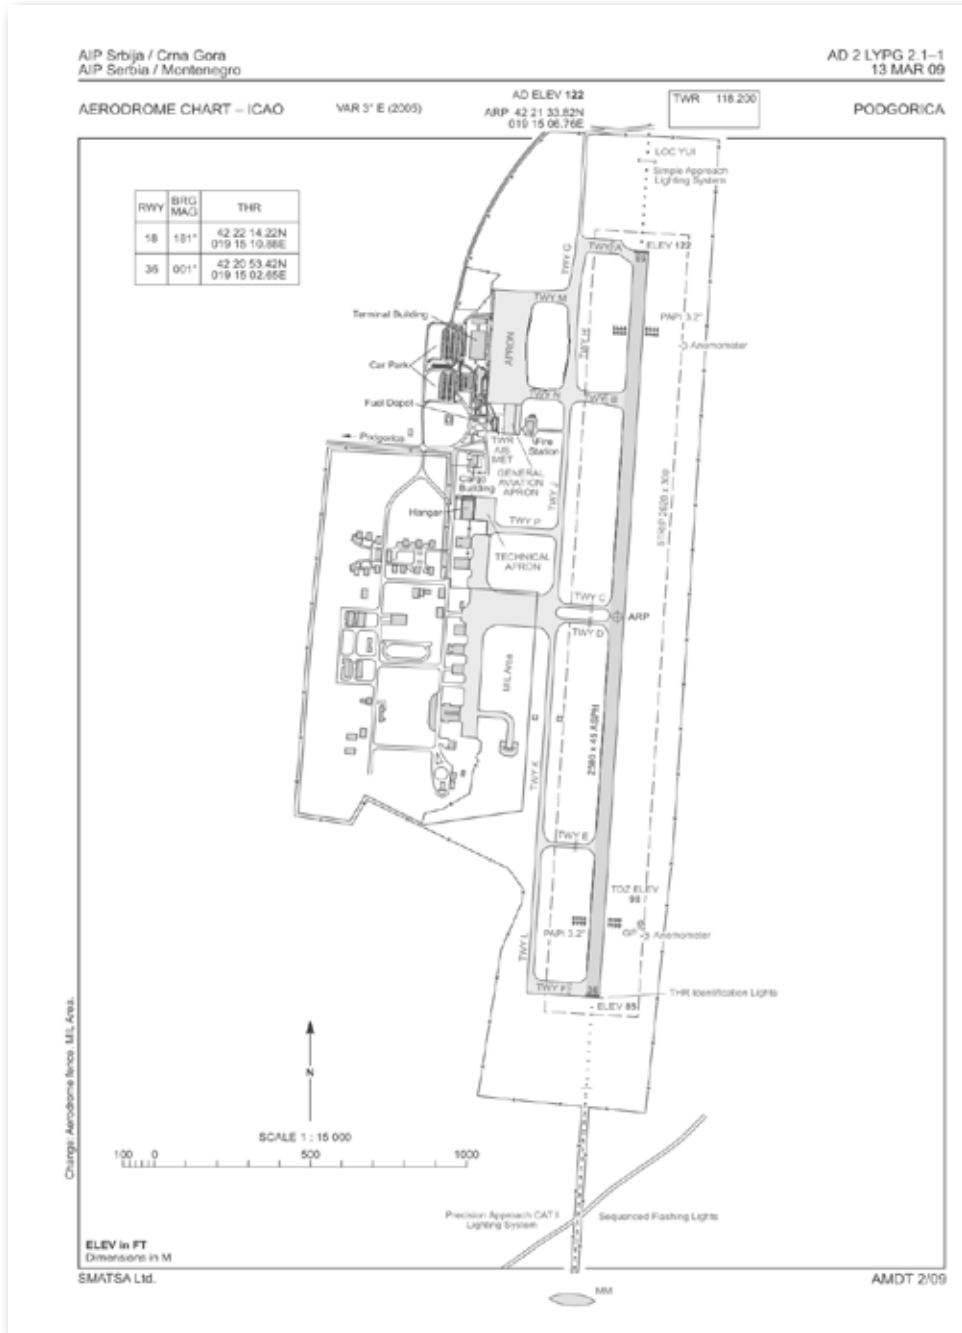 AIP Srbija / Crna Gora
AIP Serbia / Montenegro
AD 2 LYPG 2.1–1
13 MAR 09
AERODROME CHART – ICAO
VAR 3° E (2005)
AD ELEV 122
ARP 42 21 33.82N
019 15 06.76E
TWR 118.200
PODGORICA
RWY BRG MAG THR
18 181° 42 22 14.22N
019 15 10.88E
36 001° 42 20 53.42N
019 15 02.65E
LOC YUI
Simple Approach
Lighting System
TWY A
ELEV 122
TWY G
TWY M
Terminal Building
APRON
TWY H
PAPI 3.2°
Anemometer
Car Park
TWY N
TWY B
Fuel Depot
Podgorica
TWR
AIS
MET
Fire
Station
GENERAL
AVIATION
APRON
Cargo
Building
TWY J
STRIP 2620 x 300
Hangar
TWY P
TECHNICAL
APRON
TWY C
ARP
TWY D
MIL Area
2500 x 45 ASPH
TWY K
TWY E
TDZ ELEV
98
PAPI 3.2°
GP
Anemometer
TWY L
TWY F
36
THR Identification Lights
ELEV 85
N
SCALE 1 : 15 000
100 0 500 1000
Change: Aerodrome fence, MIL Area.
Precision Approach CAT I
Lighting System
Sequenced Flashing Lights
ELEV in FT
Dimensions in M
SMATSA Ltd.
AMDT 2/09
MM